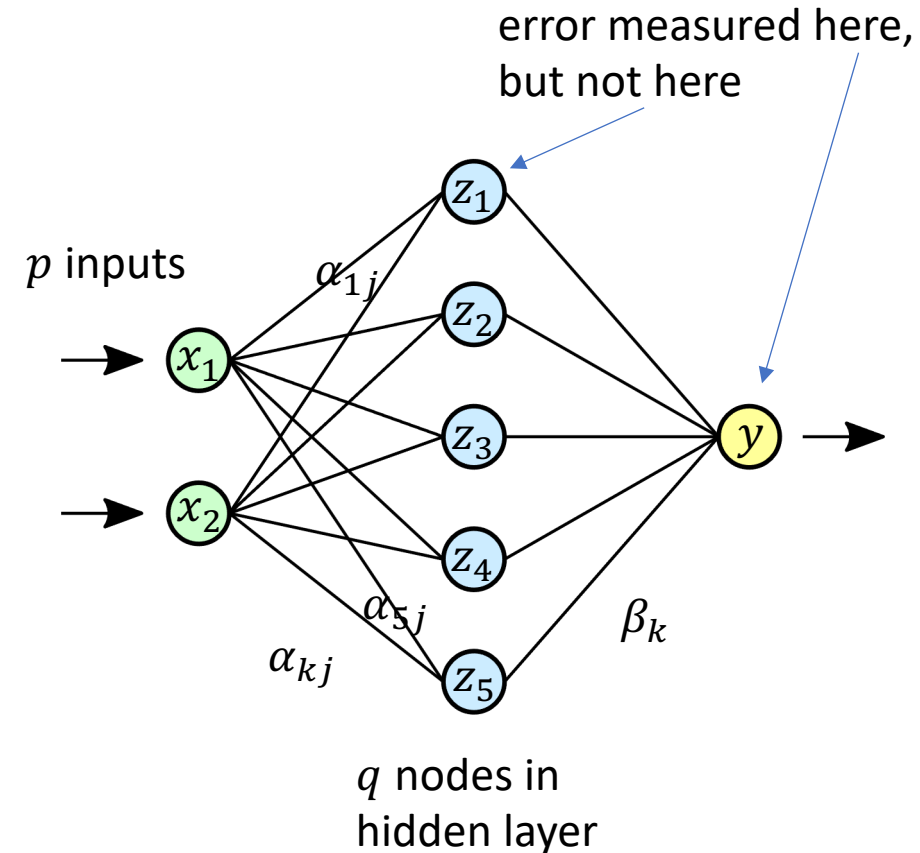 error measured here,
but not here
z₁
p inputs
α₁ⱼ
z₂
x₁
z₃
y
x₂
z₄
α₅ⱼ
βₖ
αₖⱼ
z₅
q nodes in
hidden layer